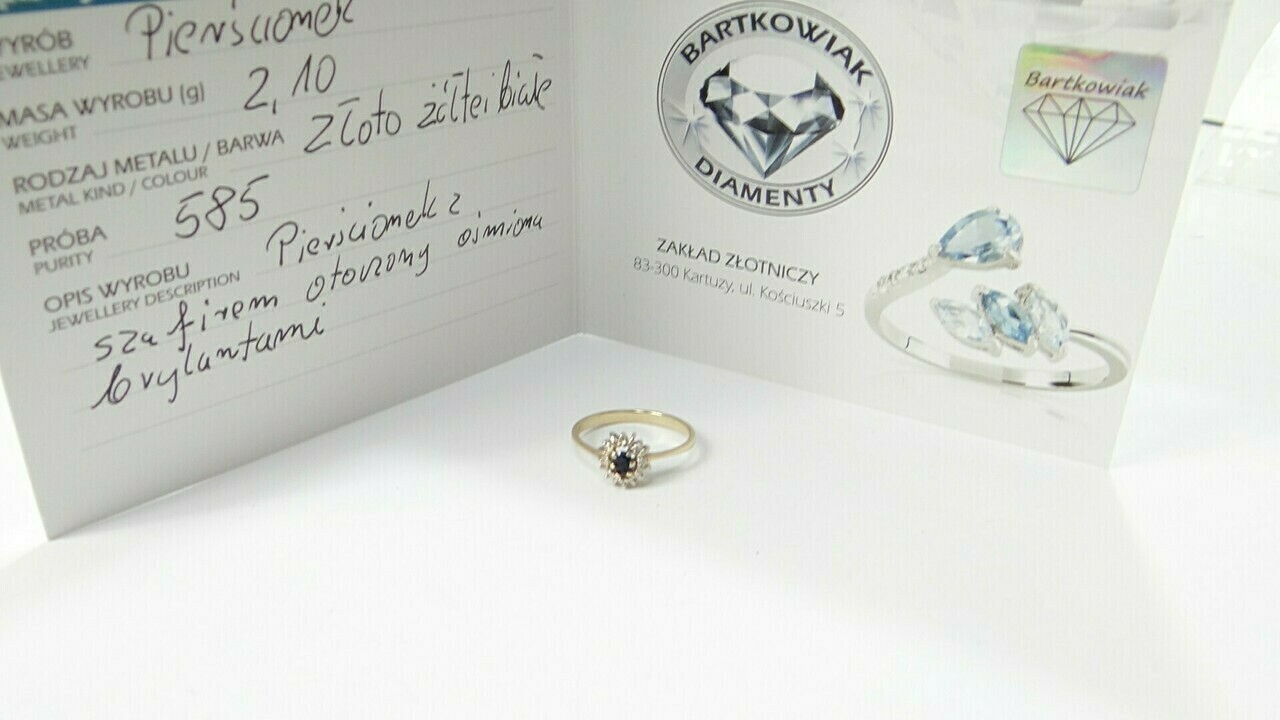 WYRÓB Pierścionek
JEWELLERY
MASA WYROBU (g) 2,10
WEIGHT
RODZAJ METALU / BARWA Złoto żółte i białe
METAL KIND / COLOUR
PRÓBA 585
PURITY
OPIS WYROBU Pierścionek z
JEWELLERY DESCRIPTION
szafirem otoczony ośmioma
brylantami
BARTKOWIAK
DIAMENTY
Bartkowiak
ZAKŁAD ZŁOTNICZY
83-300 Kartuzy, ul. Kościuszki 5